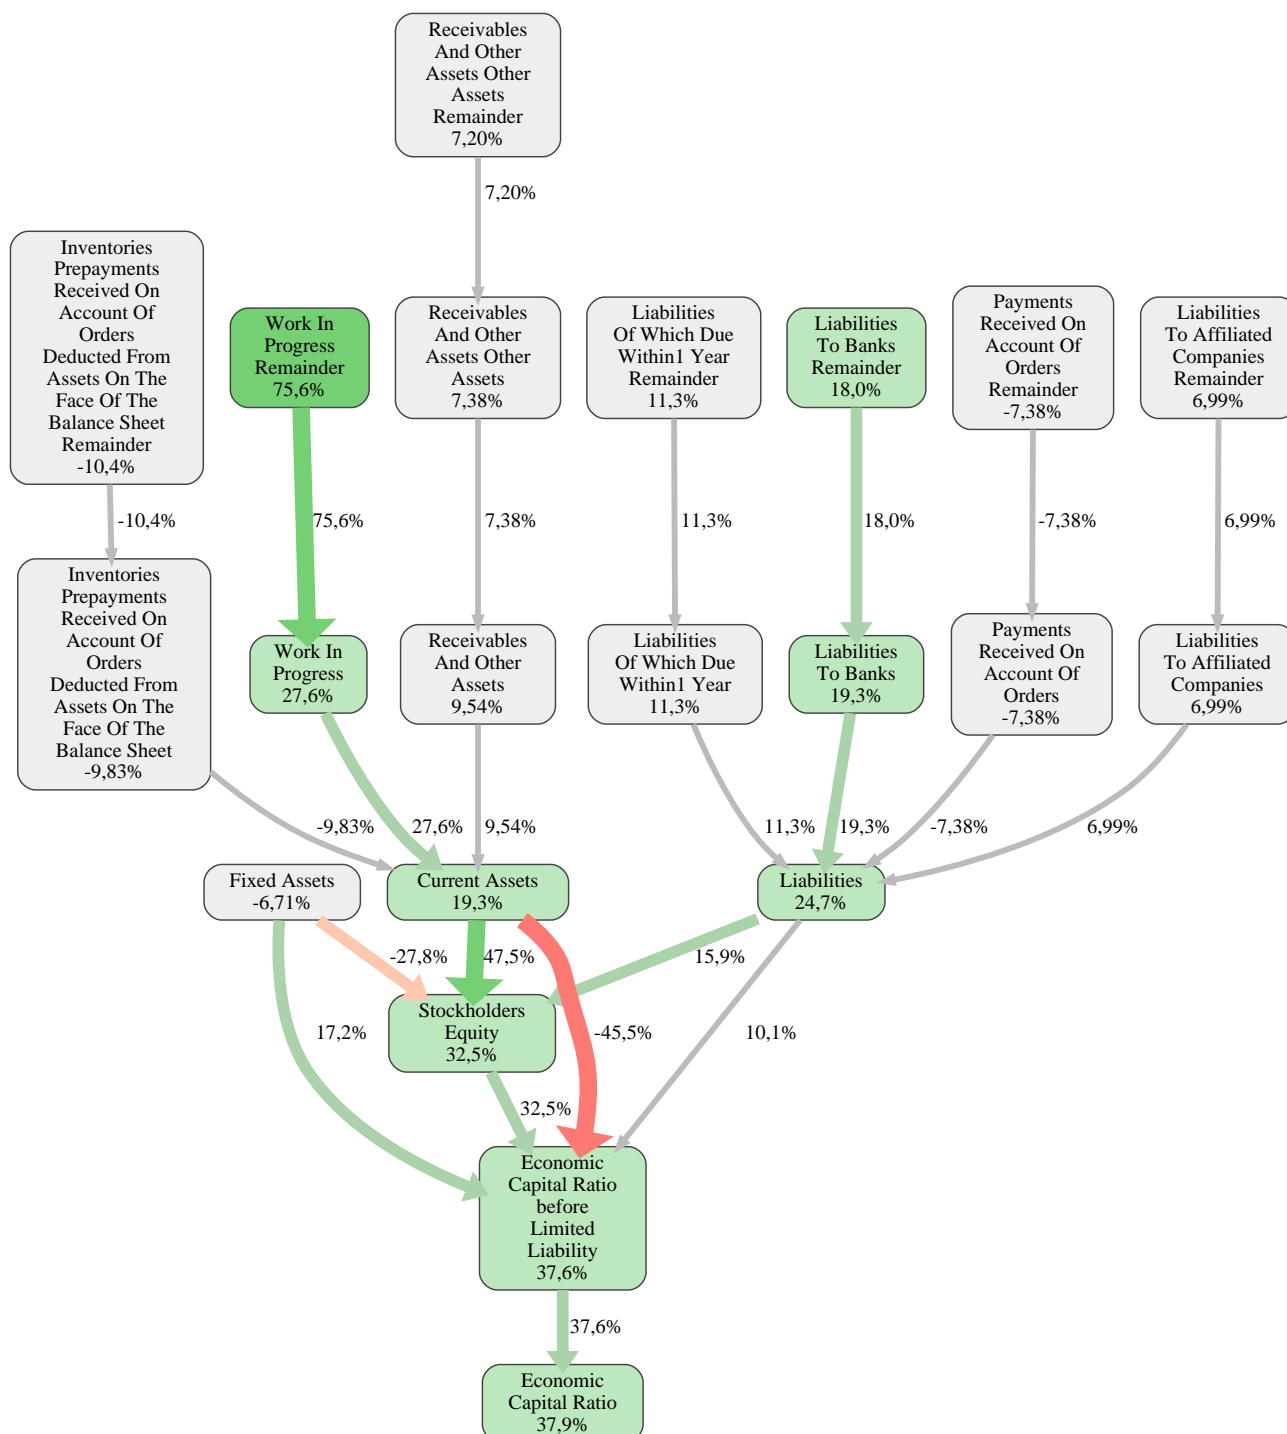 Receivables
And Other
Assets Other
Assets
Remainder
7,20%
7,20%
Inventories
Prepayments
Received On
Account Of
Orders
Deducted From
Assets On The
Face Of The
Balance Sheet
Remainder
-10,4%
Work In
Progress
Remainder
75,6%
Receivables
And Other
Assets Other
Assets
7,38%
Liabilities
Of Which Due
Within1 Year
Remainder
11,3%
Liabilities
To Banks
Remainder
18,0%
Payments
Received On
Account Of
Orders
Remainder
-7,38%
Liabilities
To Affiliated
Companies
Remainder
6,99%
-10,4%
75,6%
7,38%
11,3%
18,0%
-7,38%
6,99%
Inventories
Prepayments
Received On
Account Of
Orders
Deducted From
Assets On The
Face Of The
Balance Sheet
-9,83%
Work In
Progress
27,6%
Receivables
And Other
Assets
9,54%
Liabilities
Of Which Due
Within1 Year
11,3%
Liabilities
To Banks
19,3%
Payments
Received On
Account Of
Orders
-7,38%
Liabilities
To Affiliated
Companies
6,99%
-9,83%
27,6%
9,54%
11,3%
19,3%
-7,38%
6,99%
Fixed Assets
-6,71%
Current Assets
19,3%
Liabilities
24,7%
-27,8%
47,5%
15,9%
17,2%
Stockholders
Equity
32,5%
-45,5%
10,1%
32,5%
Economic
Capital Ratio
before
Limited
Liability
37,6%
37,6%
Economic
Capital Ratio
37,9%